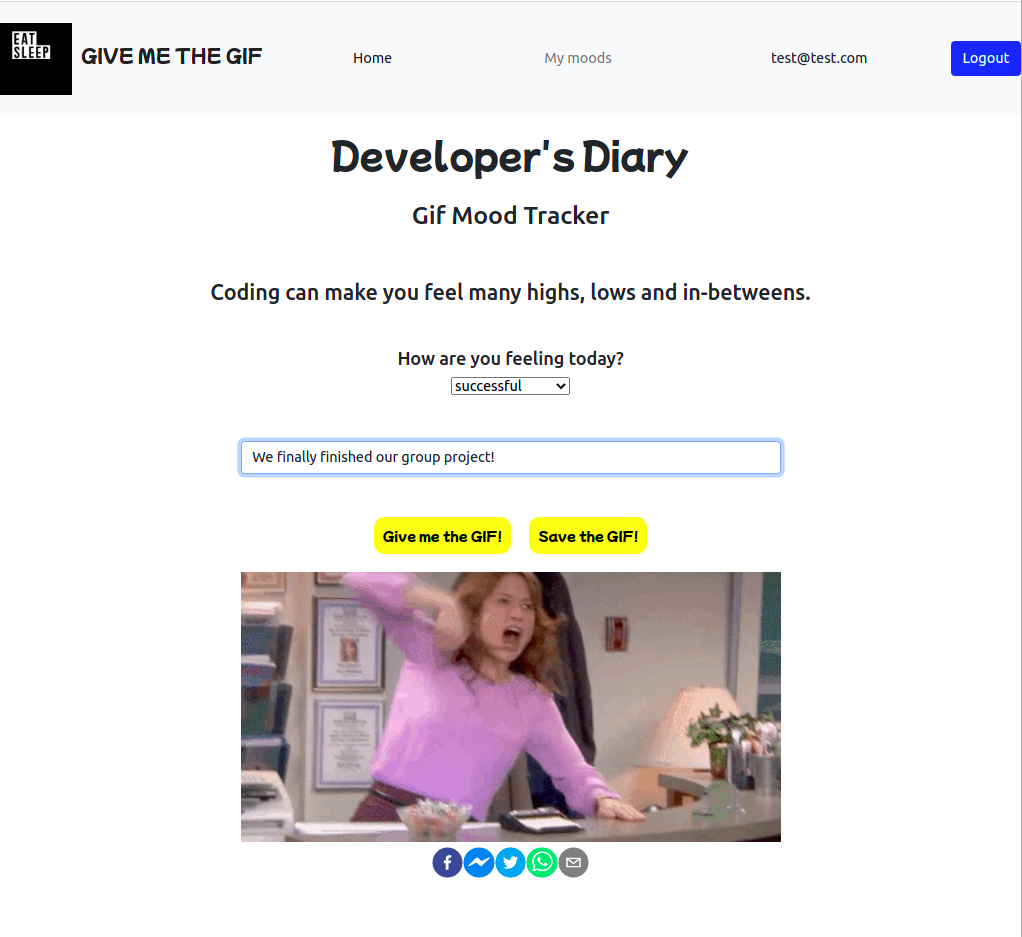 EAT
SLEEP
GIVE ME THE GIF
Home
My moods
test@test.com
Logout
Developer's Diary
Gif Mood Tracker
Coding can make you feel many highs, lows and in-betweens.
How are you feeling today?
successful
We finally finished our group project!
Give me the GIF!
Save the GIF!